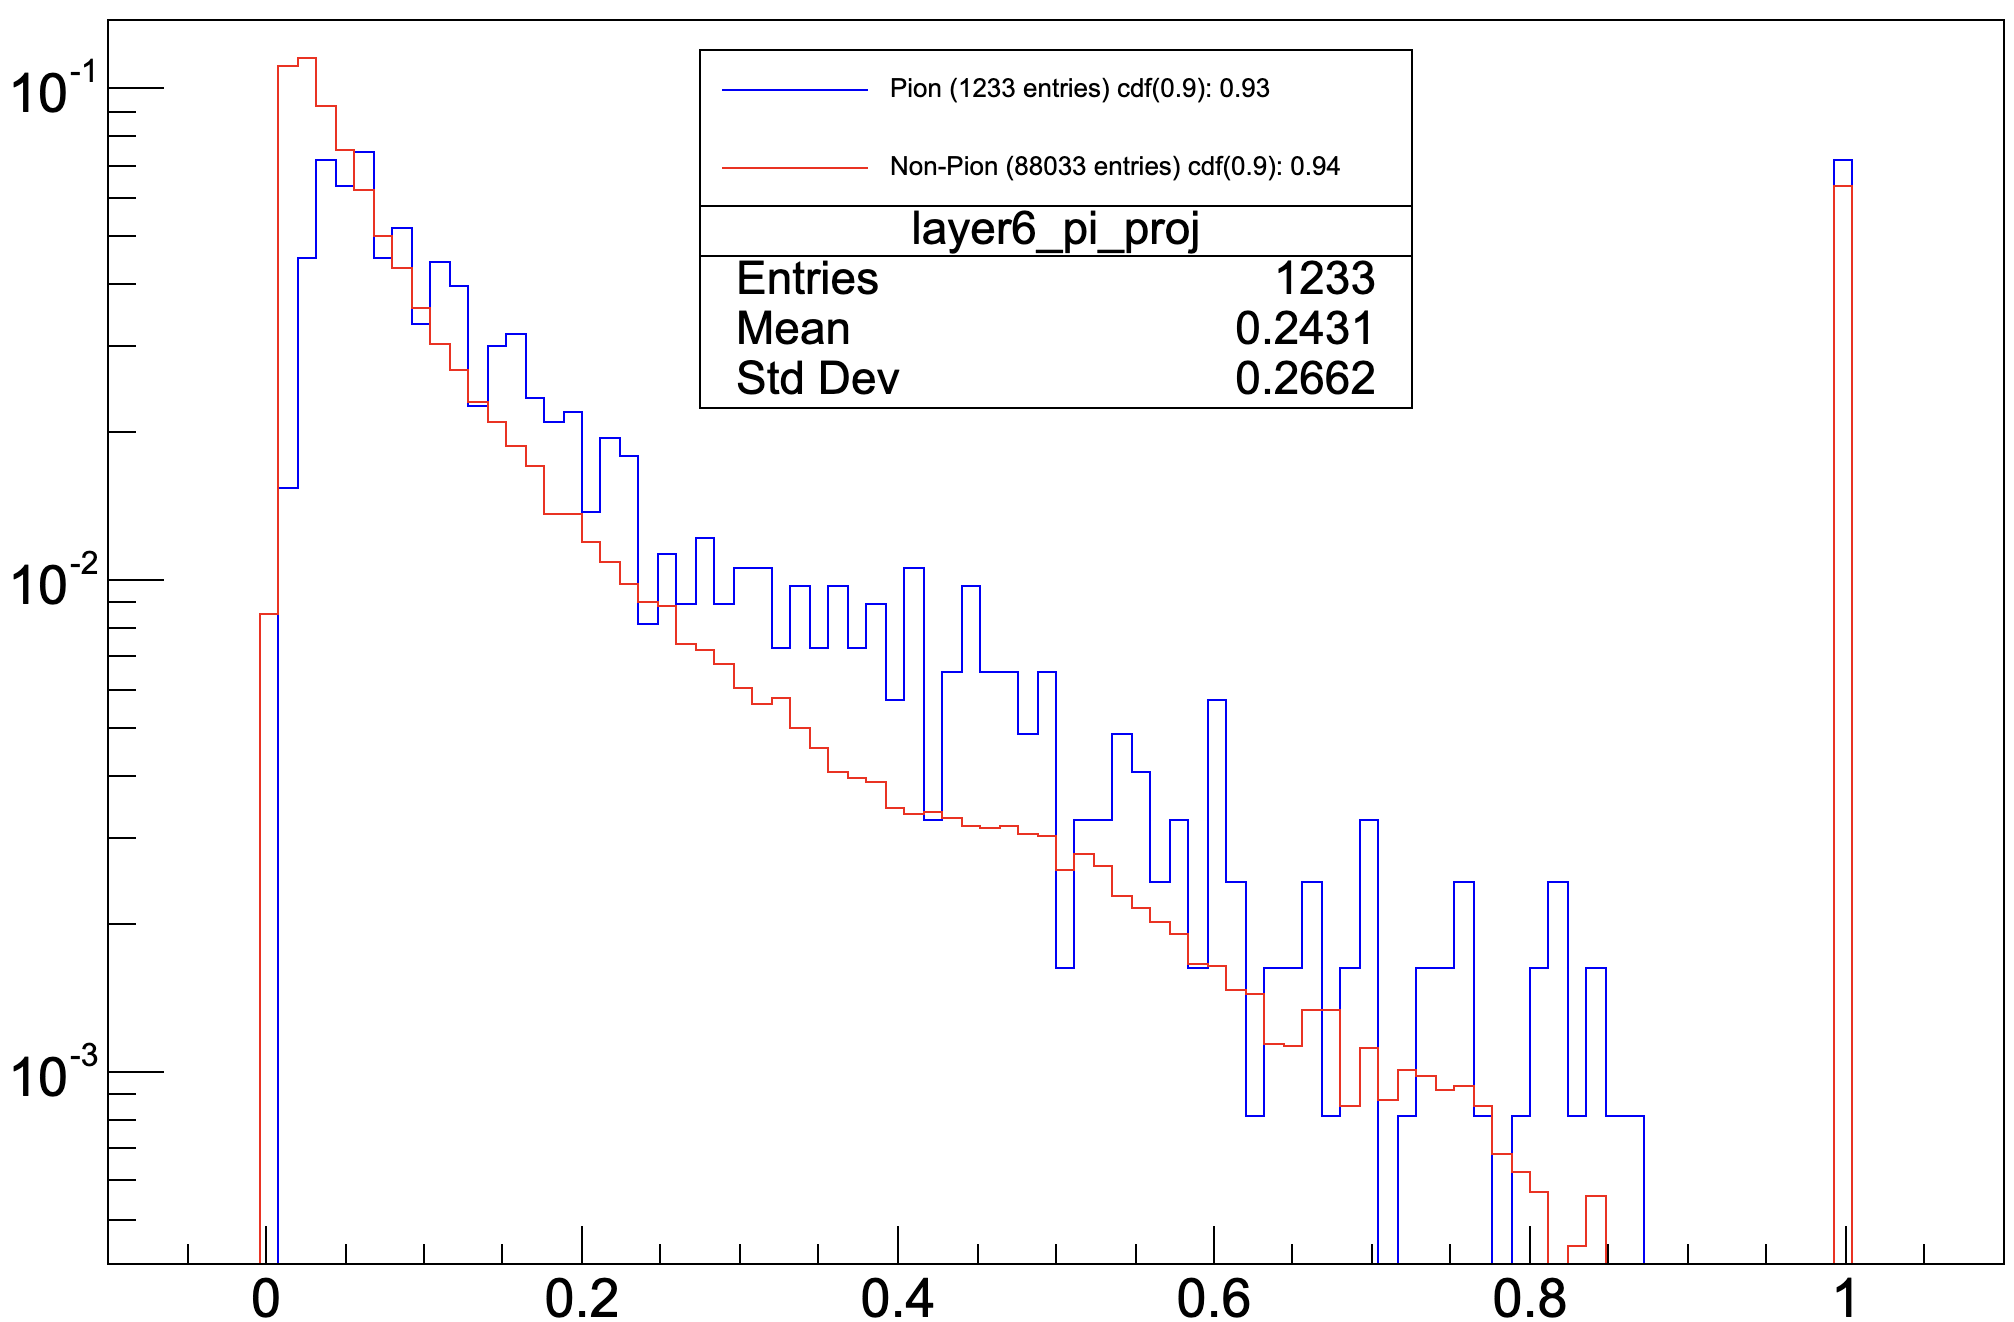 Pion (1233 entries) cdf(0.9): 0.93
Non-Pion (88033 entries) cdf(0.9): 0.94
layer6_pi_proj
Entries 1233
Mean 0.2431
Std Dev 0.2662
10-1
10-2
10-3
0 0.2 0.4 0.6 0.8 1